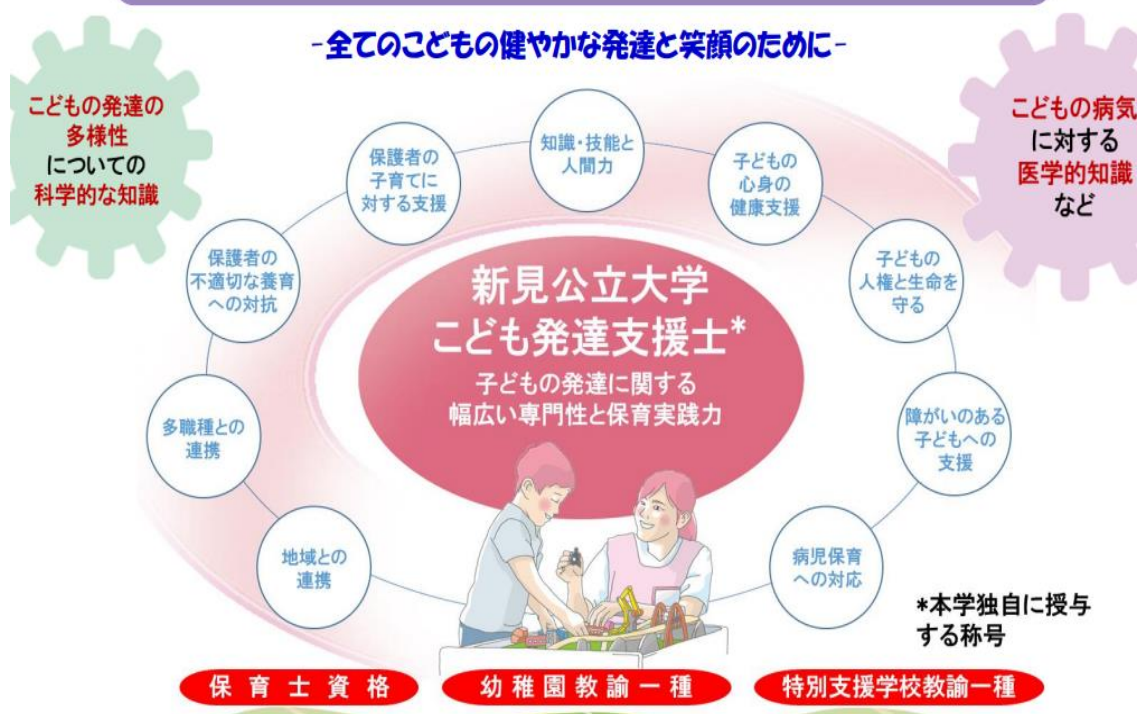 -全てのこどもの健やかな発達と笑顔のために-
こどもの発達の
多様性
についての
科学的な知識
こどもの病気
に対する
医学的知識
など
知識・技能と
人間力
保護者の
子育てに
対する支援
子どもの
心身の
健康支援
保護者の
不適切な養育
への対抗
子どもの
人権と生命を
守る
新見公立大学
こども発達支援士*
子どもの発達に関する
幅広い専門性と保育実践力
多職種との
連携
障がいのある
子どもへの
支援
地域との
連携
病児保育
への対応
*本学独自に授与
する称号
保育士資格
幼稚園教諭一種
特別支援学校教諭一種